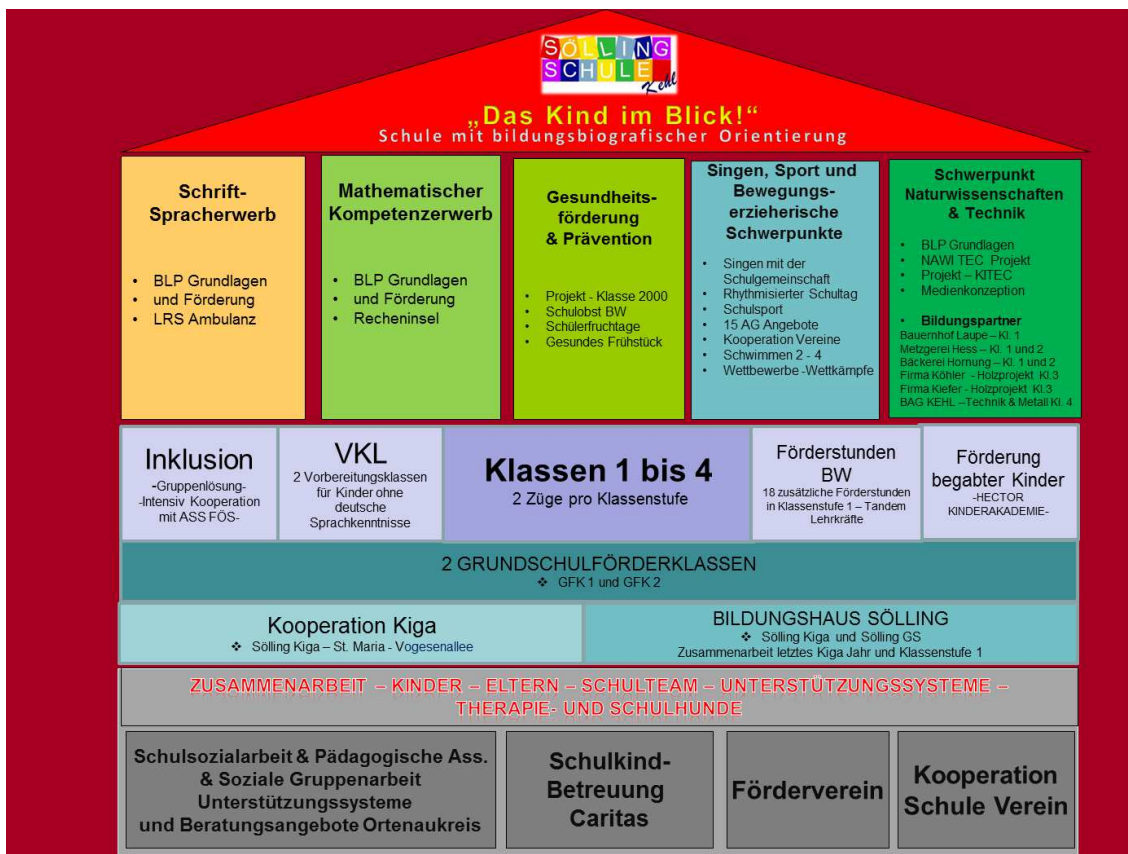 SÖLLING
SCHULE
Kehl
„Das Kind im Blick!“
Schule mit bildungsbiografischer Orientierung
Schrift-
Spracherwerb
• BLP Grundlagen
• und Förderung
• LRS Ambulanz
Mathematischer
Kompetenzerwerb
• BLP Grundlagen
• und Förderung
• Recheninsel
Gesundheits-
förderung
& Prävention
• Projekt - Klasse 2000
• Schulobst BW
• Schülerfruchtage
• Gesundes Frühstück
Singen, Sport und
Bewegungs-
erzieherische
Schwerpunkte
• Singen mit der
Schulgemeinschaft
• Rhythmisierter Schultag
• Schulsport
• 15 AG Angebote
• Kooperation Vereine
• Schwimmen 2 - 4
• Wettbewerbe -Wettkämpfe
Schwerpunkt
Naturwissenschaften
& Technik
• BLP Grundlagen
• NAWI TEC Projekt
• Projekt – KITEC
• Medienkonzeption
• Bildungspartner
Bauernhof Laupe – Kl. 1
Metzgerei Hess – Kl. 1 und 2
Bäckerei Hornung – Kl. 1 und 2
Firma Köhler - Holzprojekt Kl.3
Firma Kiefer - Holzprojekt Kl.3
BAG KEHL –Technik & Metall Kl. 4
Inklusion
-Gruppenlösung-
-Intensiv Kooperation
mit ASS FÖS-
VKL
2 Vorbereitungsklassen
für Kinder ohne
deutsche
Sprachkenntnisse
Klassen 1 bis 4
2 Züge pro Klassenstufe
Förderstunden
BW
18 zusätzliche Förderstunden
in Klassenstufe 1 – Tandem
Lehrkräfte
Förderung
begabter Kinder
-HECTOR
KINDERAKADEMIE-
2 GRUNDSCHULFÖRDERKLASSEN
❖ GFK 1 und GFK 2
Kooperation Kiga
❖ Sölling Kiga – St. Maria - Vogesenallee
BILDUNGSHAUS SÖLLING
❖ Sölling Kiga und Sölling GS
Zusammenarbeit letztes Kiga Jahr und Klassenstufe 1
ZUSAMMENARBEIT – KINDER – ELTERN – SCHULTEAM – UNTERSTÜTZUNGSSYSTEME –
THERAPIE- UND SCHULHUNDE
Schulsozialarbeit & Pädagogische Ass.
& Soziale Gruppenarbeit
Unterstützungssysteme
und Beratungsangebote Ortenaukreis
Schulkind-
Betreuung
Caritas
Förderverein
Kooperation
Schule Verein